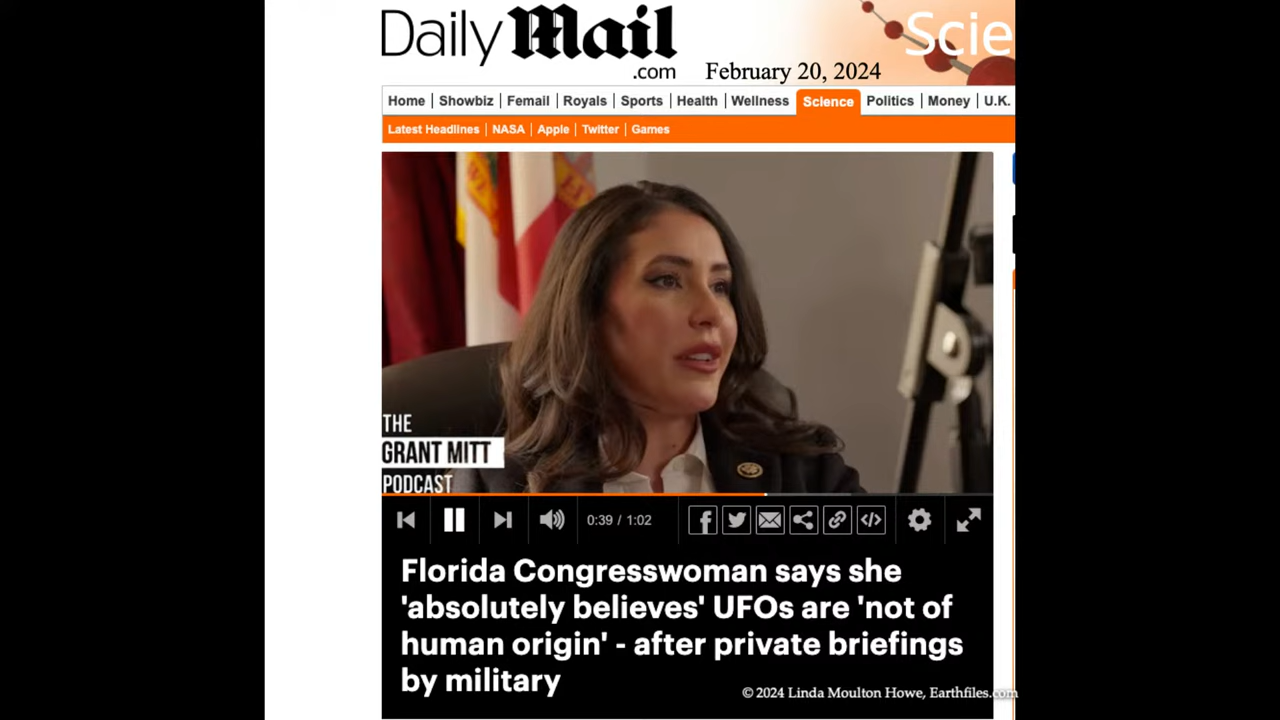 Daily Mail
.com
February 20, 2024
Scie
Home | Showbiz | Femail | Royals | Sports | Health | Wellness | Science | Politics | Money | U.K.
Latest Headlines | NASA | Apple | Twitter | Games
THE
GRANT MITT
PODCAST
0:39 / 1:02
Florida Congresswoman says she
'absolutely believes' UFOs are 'not of
human origin' - after private briefings
by military
© 2024 Linda Moulton Howe, Earthfiles.com